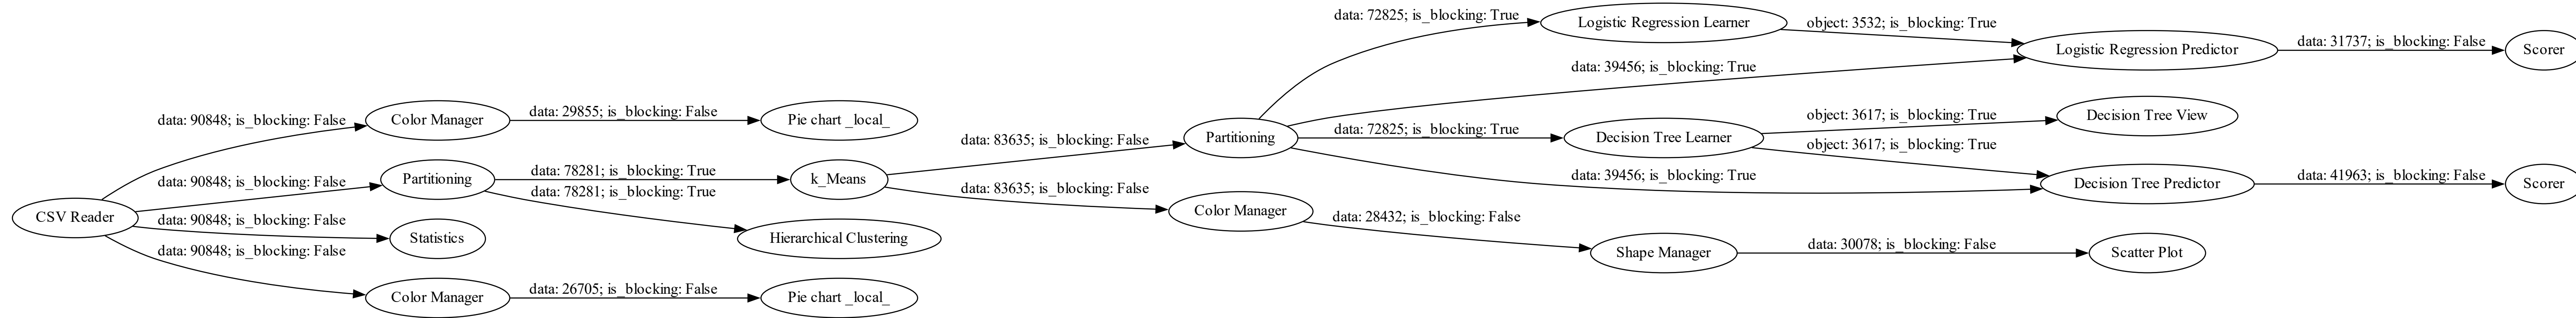 CSV Reader
data: 90848; is_blocking: False
data: 90848; is_blocking: False
data: 90848; is_blocking: False
data: 90848; is_blocking: False
Color Manager
Partitioning
Statistics
Color Manager
data: 29855; is_blocking: False
data: 78281; is_blocking: True
data: 78281; is_blocking: True
data: 26705; is_blocking: False
Pie chart _local_
k_Means
Hierarchical Clustering
Pie chart _local_
data: 83635; is_blocking: False
data: 83635; is_blocking: False
Partitioning
Color Manager
data: 72825; is_blocking: True
data: 39456; is_blocking: True
data: 72825; is_blocking: True
data: 39456; is_blocking: True
data: 28432; is_blocking: False
Logistic Regression Learner
Decision Tree Learner
Shape Manager
object: 3532; is_blocking: True
object: 3617; is_blocking: True
object: 3617; is_blocking: True
data: 30078; is_blocking: False
Logistic Regression Predictor
Decision Tree View
Decision Tree Predictor
Scatter Plot
data: 31737; is_blocking: False
data: 41963; is_blocking: False
Scorer
Scorer